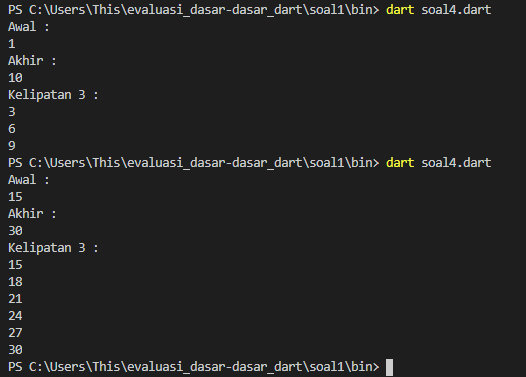 PS C:\Users\This\evaluasi_dasar-dasar_dart\soal1\bin> dart soal4.dart
Awal :
1
Akhir :
10
Kelipatan 3 :
3
6
9
PS C:\Users\This\evaluasi_dasar-dasar_dart\soal1\bin> dart soal4.dart
Awal :
15
Akhir :
30
Kelipatan 3 :
15
18
21
24
27
30
PS C:\Users\This\evaluasi_dasar-dasar_dart\soal1\bin>